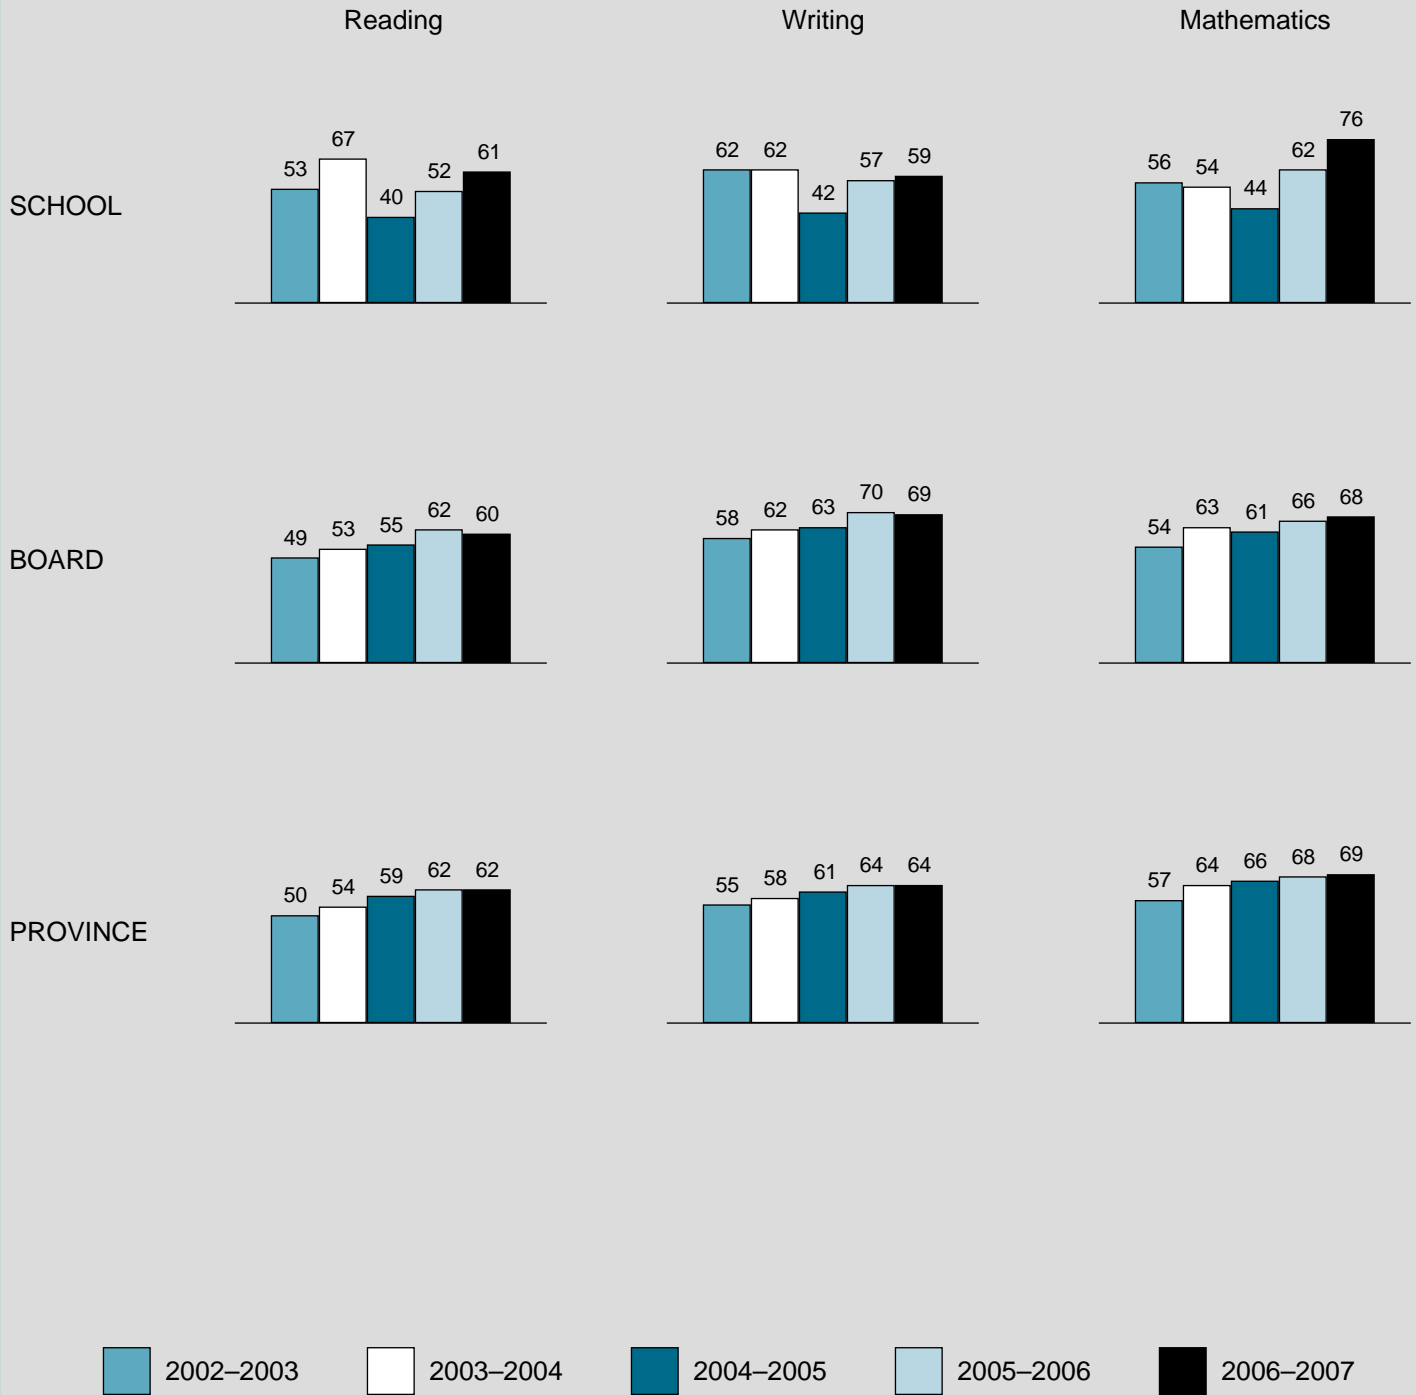 Reading Writing Mathematics
SCHOOL
53 67 40 52 61
62 62 42 57 59
56 54 44 62 76
BOARD
49 53 55 62 60
58 62 63 70 69
54 63 61 66 68
PROVINCE
50 54 59 62 62
55 58 61 64 64
57 64 66 68 69
2002–2003 2003–2004 2004–2005 2005–2006 2006–2007